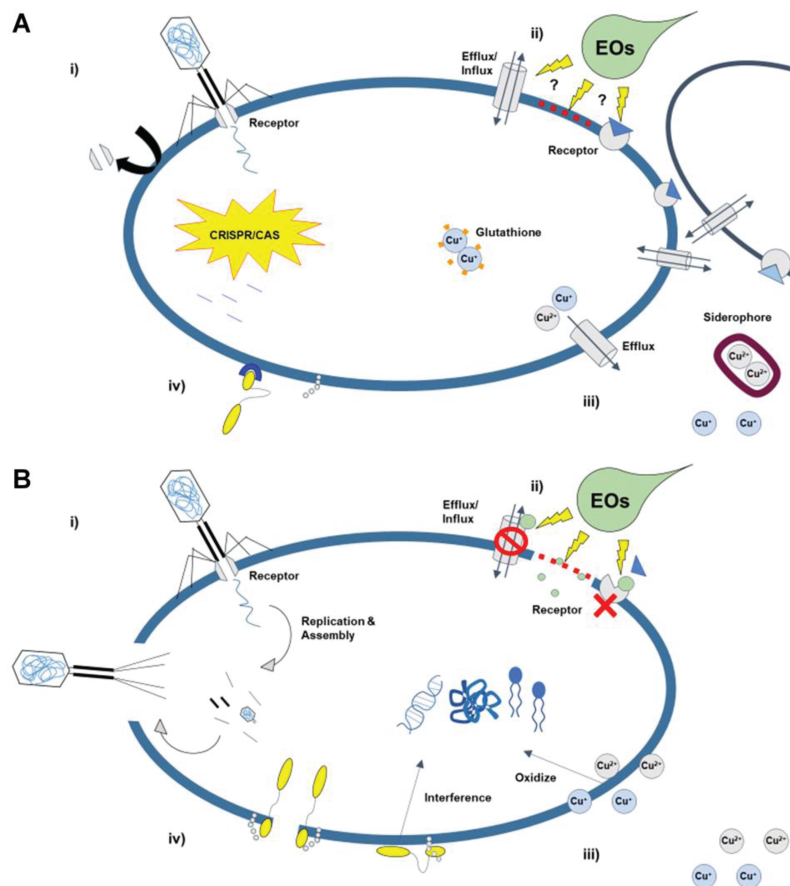 A
i)
Receptor
Efflux/
Influx
ii)
EOs
?
?
Receptor
CRISPR/CAS
Glutathione
Cu⁺
Cu⁺
Cu⁺
Cu²⁺
Efflux
Siderophore
Cu²⁺
Cu²⁺
Cu⁺ Cu⁺
iii)
iv)
B
i)
Receptor
Efflux/
Influx
ii)
EOs
Receptor
Replication &
Assembly
Interference
Oxidize
Cu²⁺ Cu²⁺
Cu⁺ Cu⁺
iv)
iii)
Cu²⁺ Cu²⁺
Cu⁺ Cu⁺